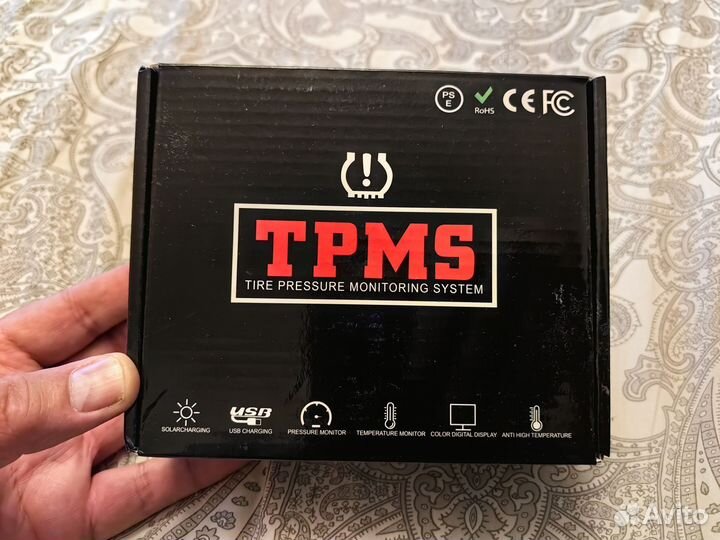 PS
E
RoHS
CE FC
TPMS
TIRE PRESSURE MONITORING SYSTEM
USB
SOLARCHARGING USB CHARGING PRESSURE MONITOR TEMPERATURE MONITOR COLOR DIGITAL DISPLAY ANTI HIGH TEMPERATURE
Avito